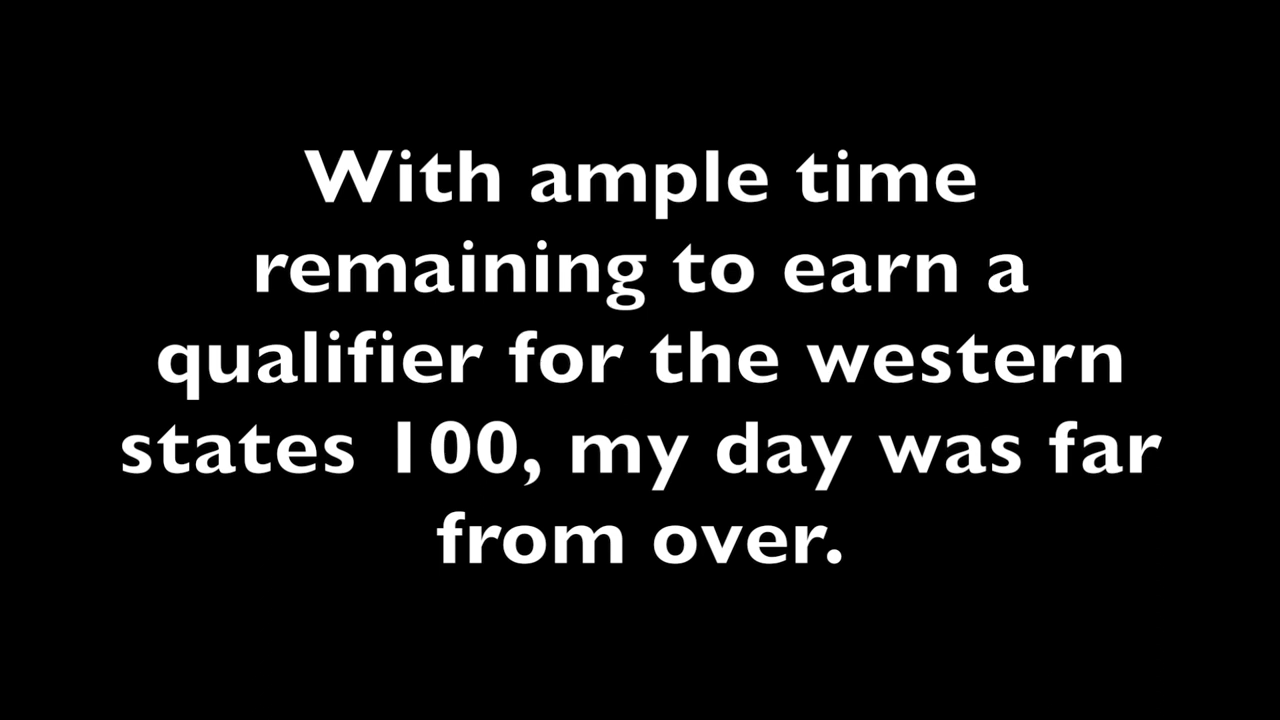 With ample time
remaining to earn a
qualifier for the western
states 100, my day was far
from over.